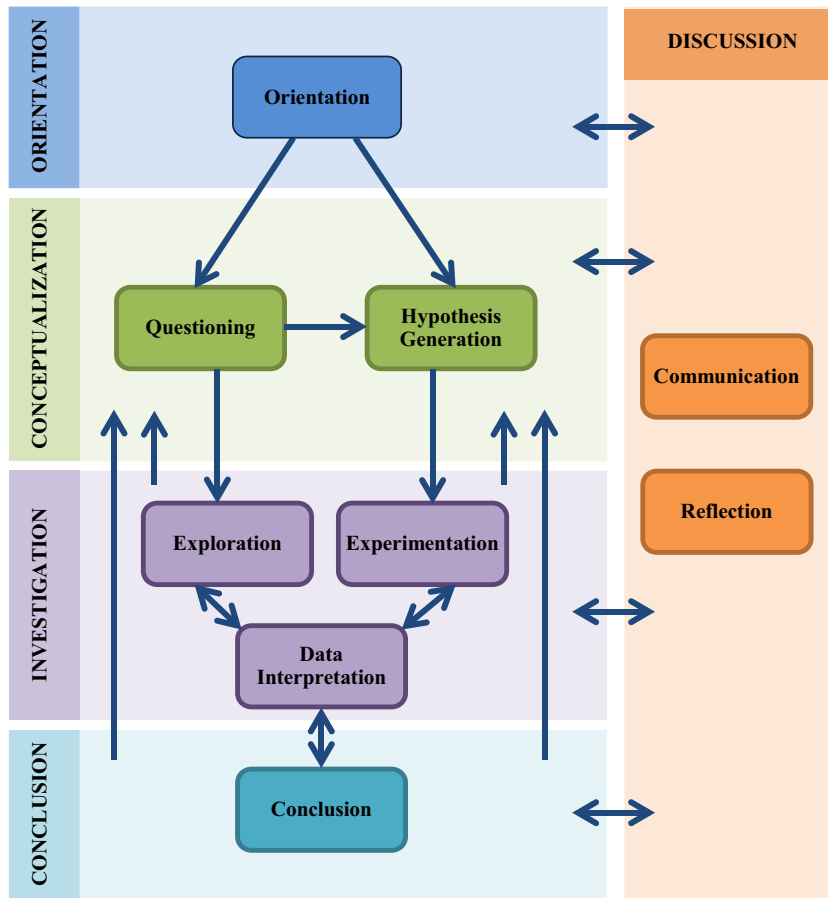 ORIENTATION
Orientation
CONCEPTUALIZATION
Questioning
Hypothesis
Generation
INVESTIGATION
Exploration
Experimentation
Data
Interpretation
CONCLUSION
Conclusion
DISCUSSION
Communication
Reflection